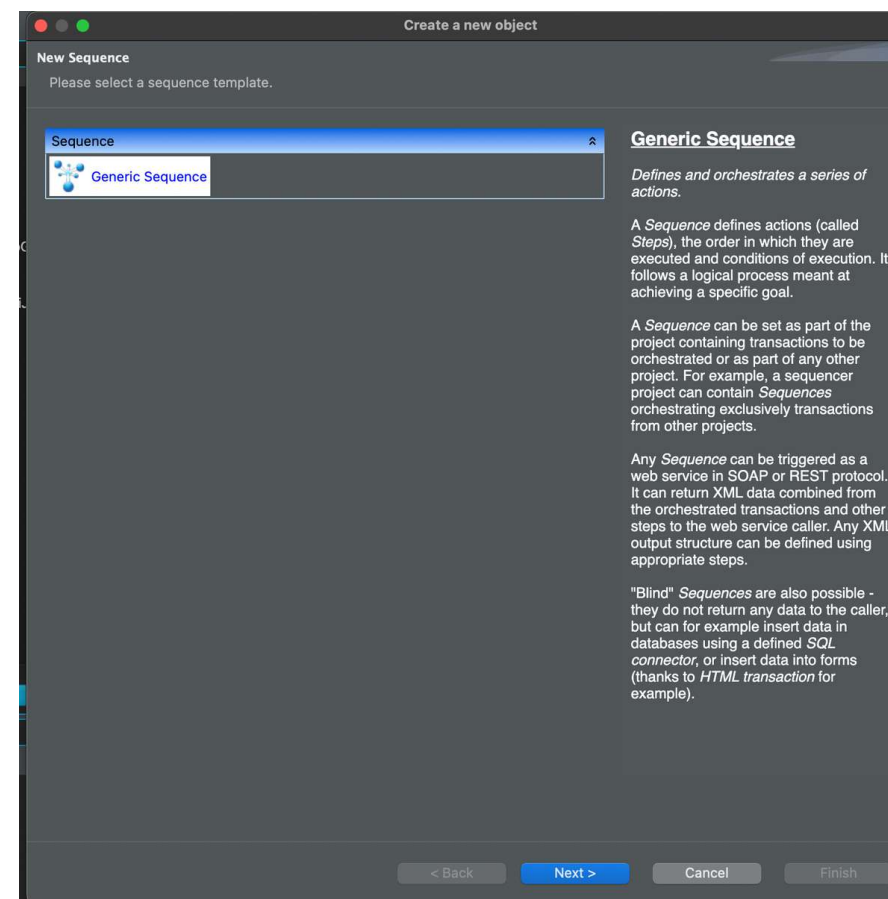 Create a new object
New Sequence
Please select a sequence template.
Sequence
Generic Sequence
Generic Sequence
Defines and orchestrates a series of
actions.
A Sequence defines actions (called
Steps), the order in which they are
executed and conditions of execution. It
follows a logical process meant at
achieving a specific goal.
A Sequence can be set as part of the
project containing transactions to be
orchestrated or as part of any other
project. For example, a sequencer
project can contain Sequences
orchestrating exclusively transactions
from other projects.
Any Sequence can be triggered as a
web service in SOAP or REST protocol.
It can return XML data combined from
the orchestrated transactions and other
steps to the web service caller. Any XML
output structure can be defined using
appropriate steps.
"Blind" Sequences are also possible -
they do not return any data to the caller,
but can for example insert data in
databases using a defined SQL
connector, or insert data into forms
(thanks to HTML transaction for
example).
< Back Next > Cancel Finish